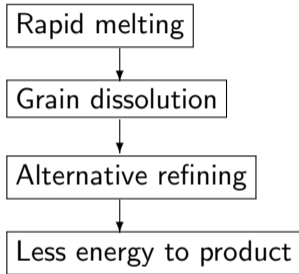 Rapid melting
Grain dissolution
Alternative refining
Less energy to product